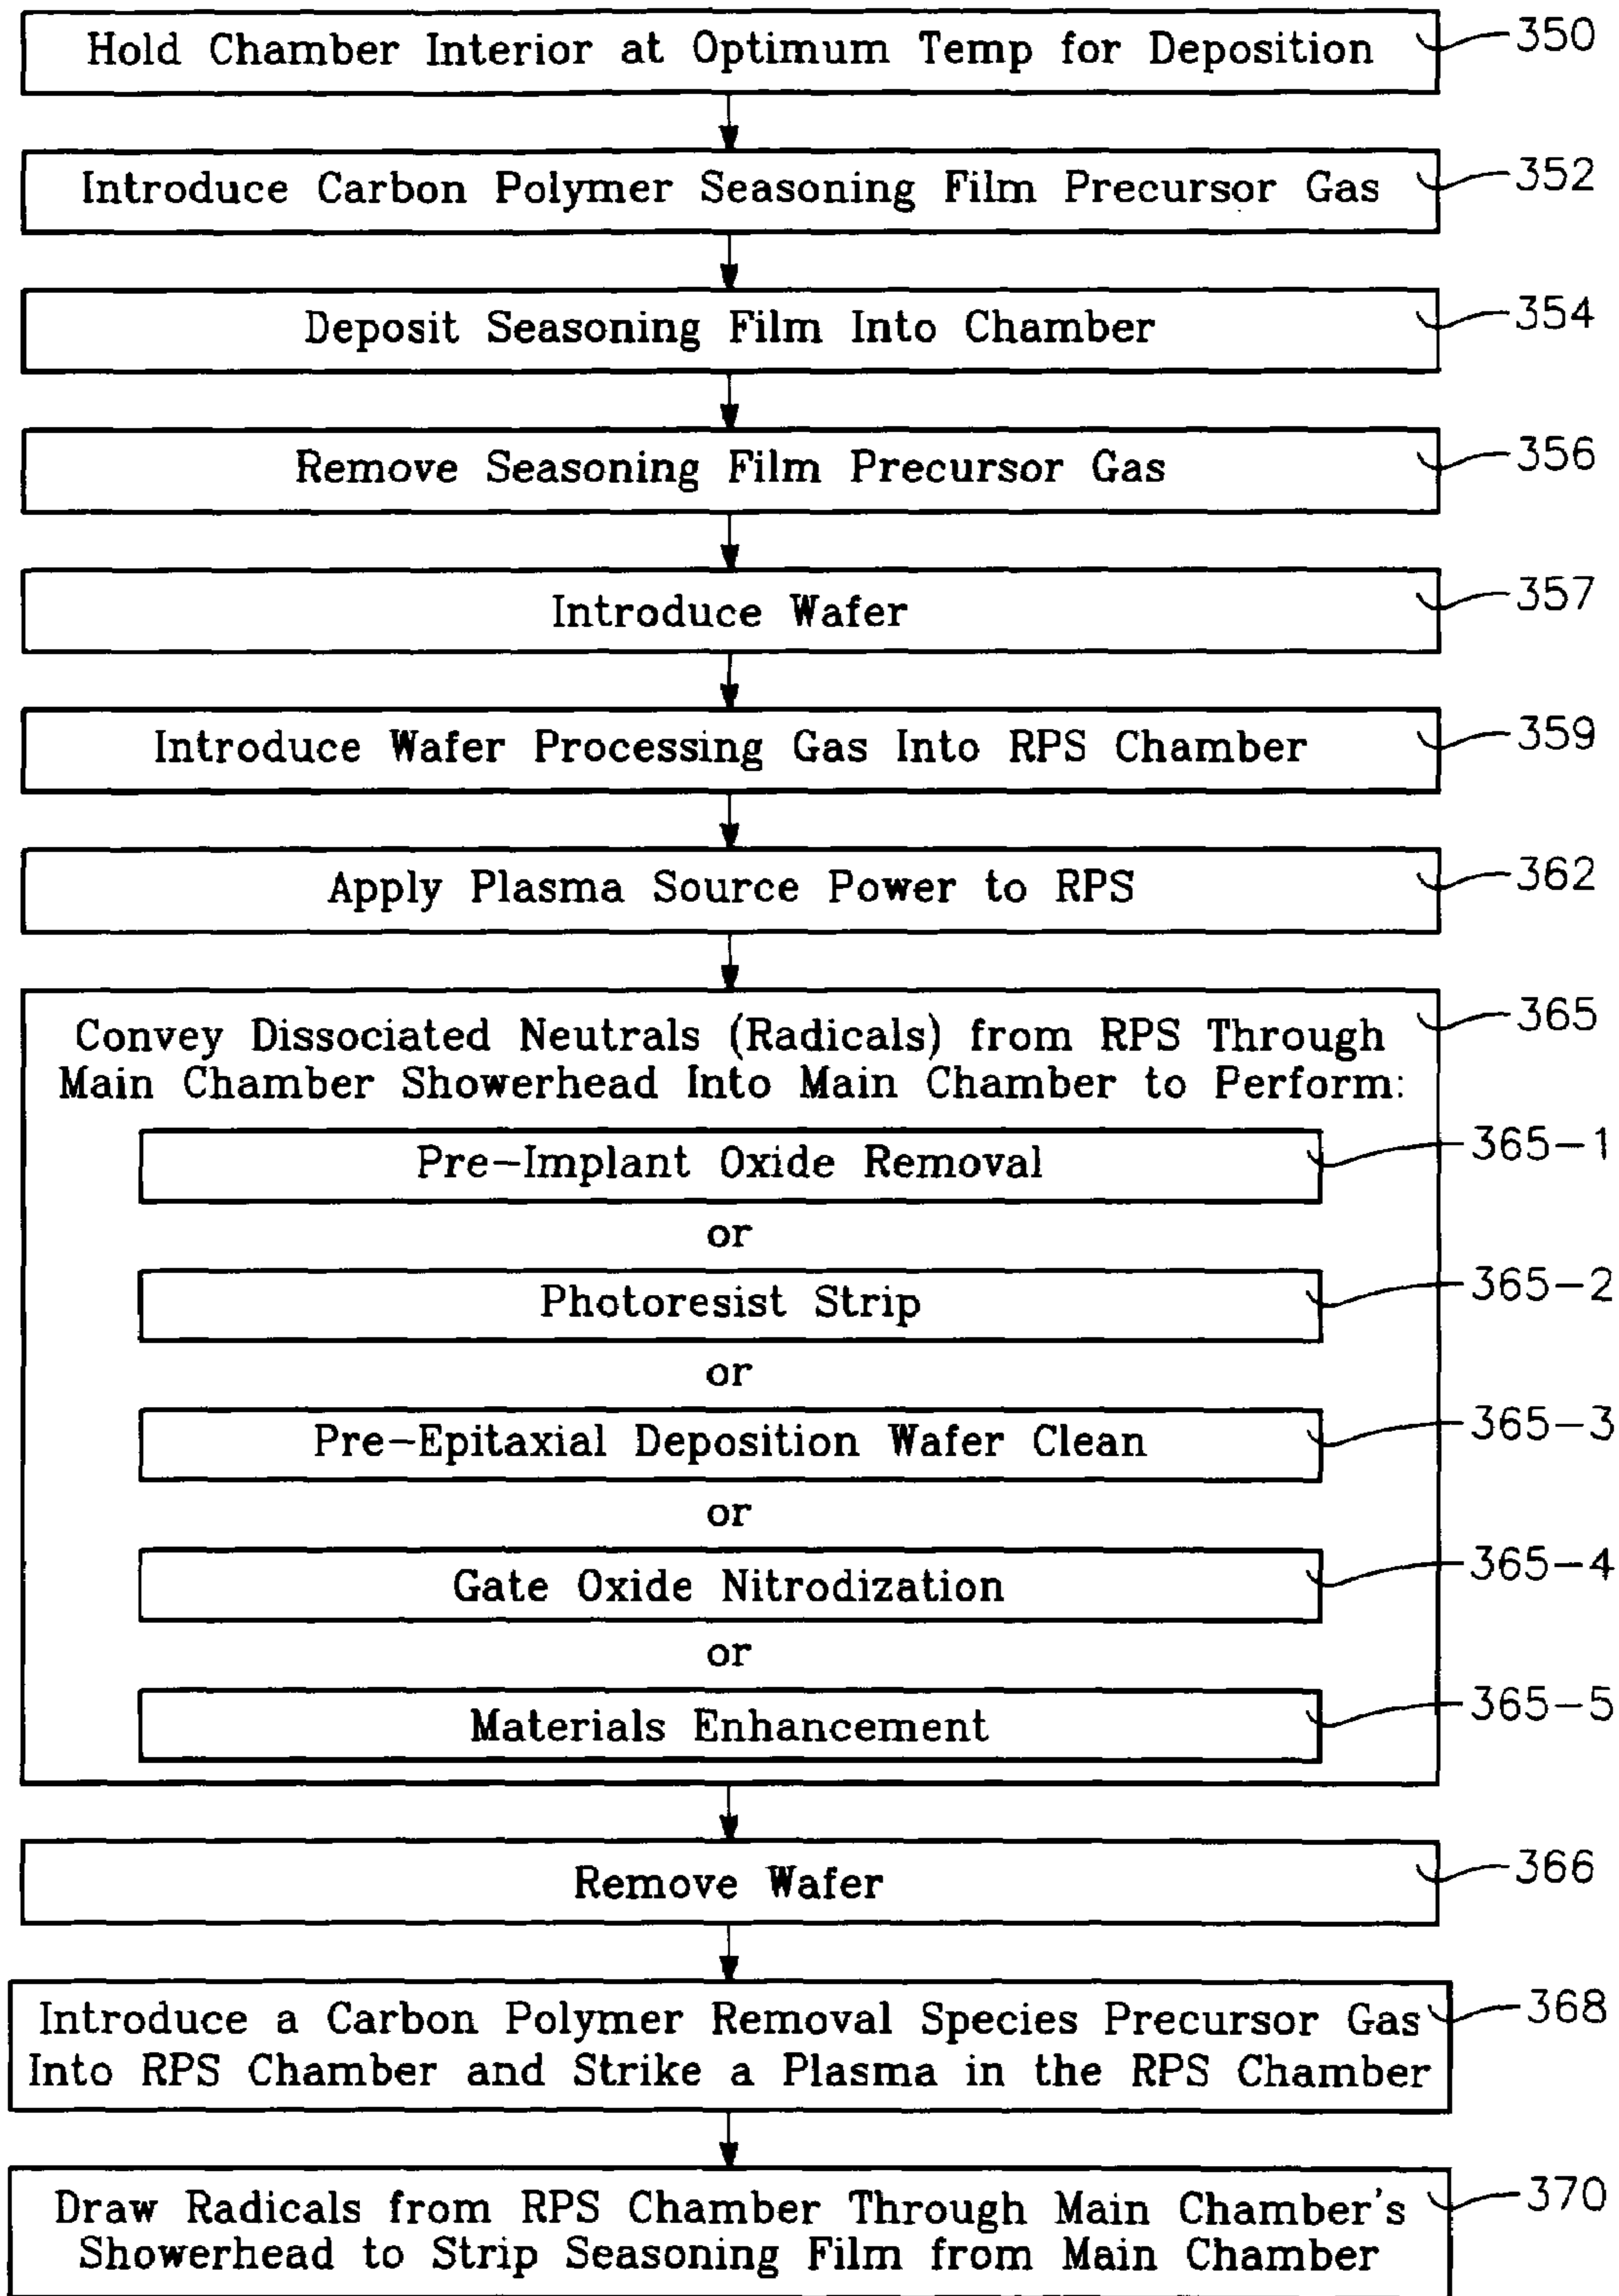 Hold Chamber Interior at Optimum Temp for Deposition 350
Introduce Carbon Polymer Seasoning Film Precursor Gas 352
Deposit Seasoning Film Into Chamber 354
Remove Seasoning Film Precursor Gas 356
Introduce Wafer 357
Introduce Wafer Processing Gas Into RPS Chamber 359
Apply Plasma Source Power to RPS 362
Convey Dissociated Neutrals (Radicals) from RPS Through 365
Main Chamber Showerhead Into Main Chamber to Perform:
Pre-Implant Oxide Removal 365-1
or
Photoresist Strip 365-2
or
Pre-Epitaxial Deposition Wafer Clean 365-3
or
Gate Oxide Nitrodization 365-4
or
Materials Enhancement 365-5
Remove Wafer 366
Introduce a Carbon Polymer Removal Species Precursor Gas 368
Into RPS Chamber and Strike a Plasma in the RPS Chamber
Draw Radicals from RPS Chamber Through Main Chamber's 370
Showerhead to Strip Seasoning Film from Main Chamber